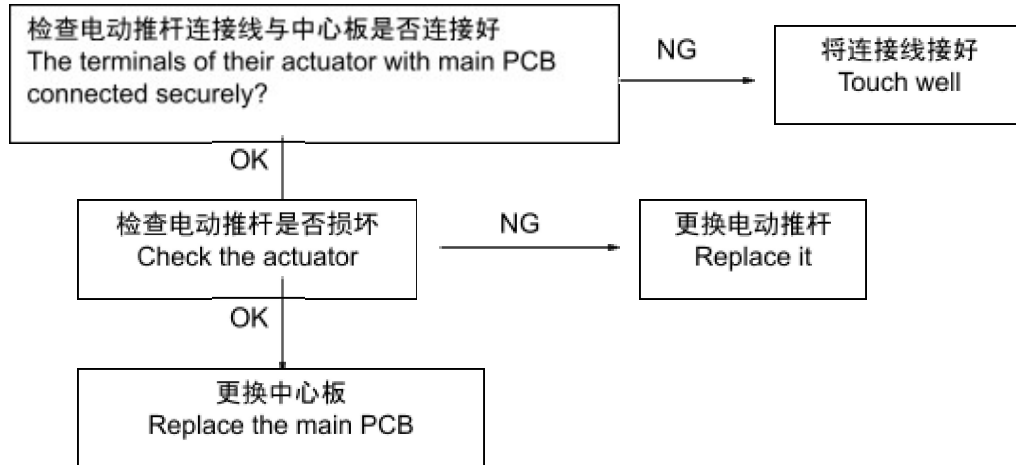 检查电动推杆连接线与中心板是否连接好
The terminals of their actuator with main PCB
connected securely?
NG
将连接线接好
Touch well
OK
检查电动推杆是否损坏
Check the actuator
NG
更换电动推杆
Replace it
OK
更换中心板
Replace the main PCB